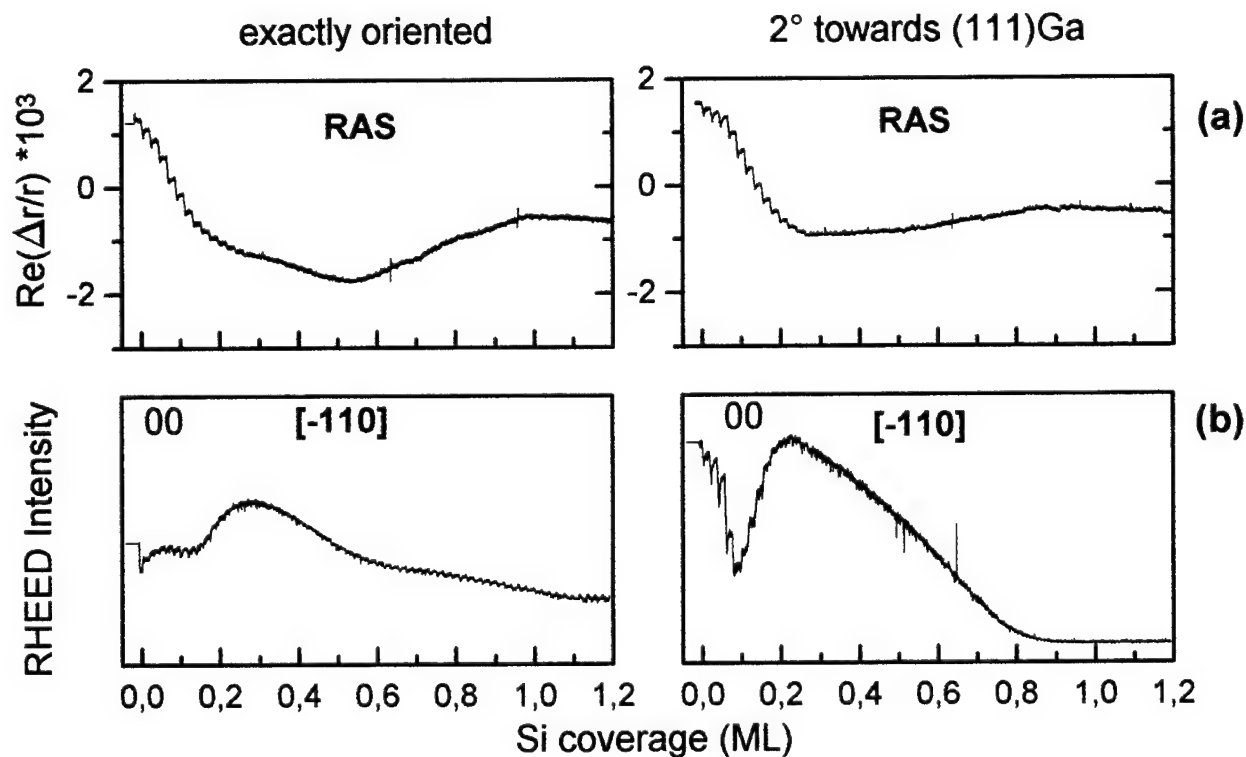 exactly oriented
2° towards (111)Ga
Re(Δr/r) *10³
2
0
-2
RAS
2
0
-2
RAS
(a)
RHEED Intensity
00 [-110]
00 [-110]
(b)
0,0 0,2 0,4 0,6 0,8 1,0 1,2
0,0 0,2 0,4 0,6 0,8 1,0 1,2
Si coverage (ML)